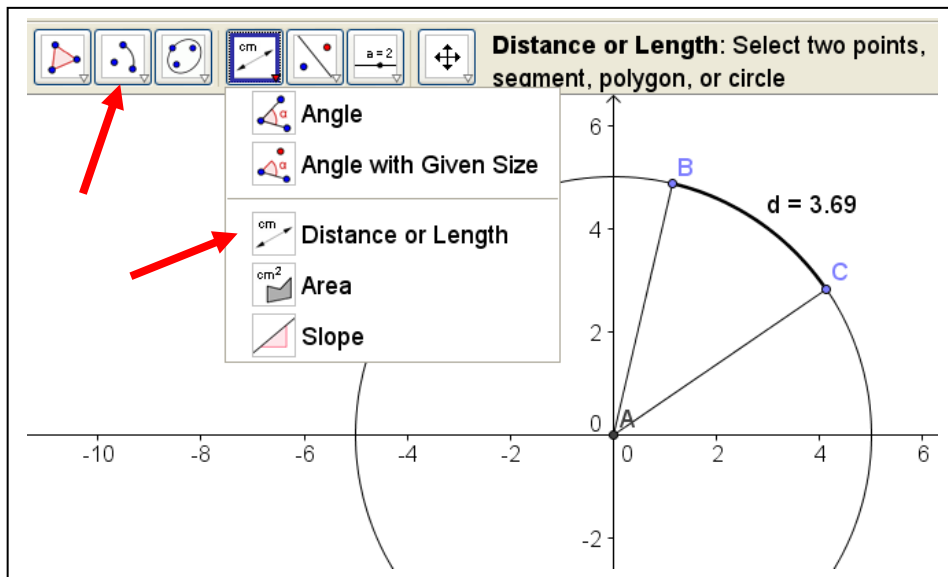 cm
a = 2
Distance or Length: Select two points,
segment, polygon, or circle
α
Angle
α
Angle with Given Size
cm
Distance or Length
cm2
Area
Slope
6
B
d = 3.69
4
C
2
0
A
-10
-8
-6
-4
-2
0
2
4
6
-2